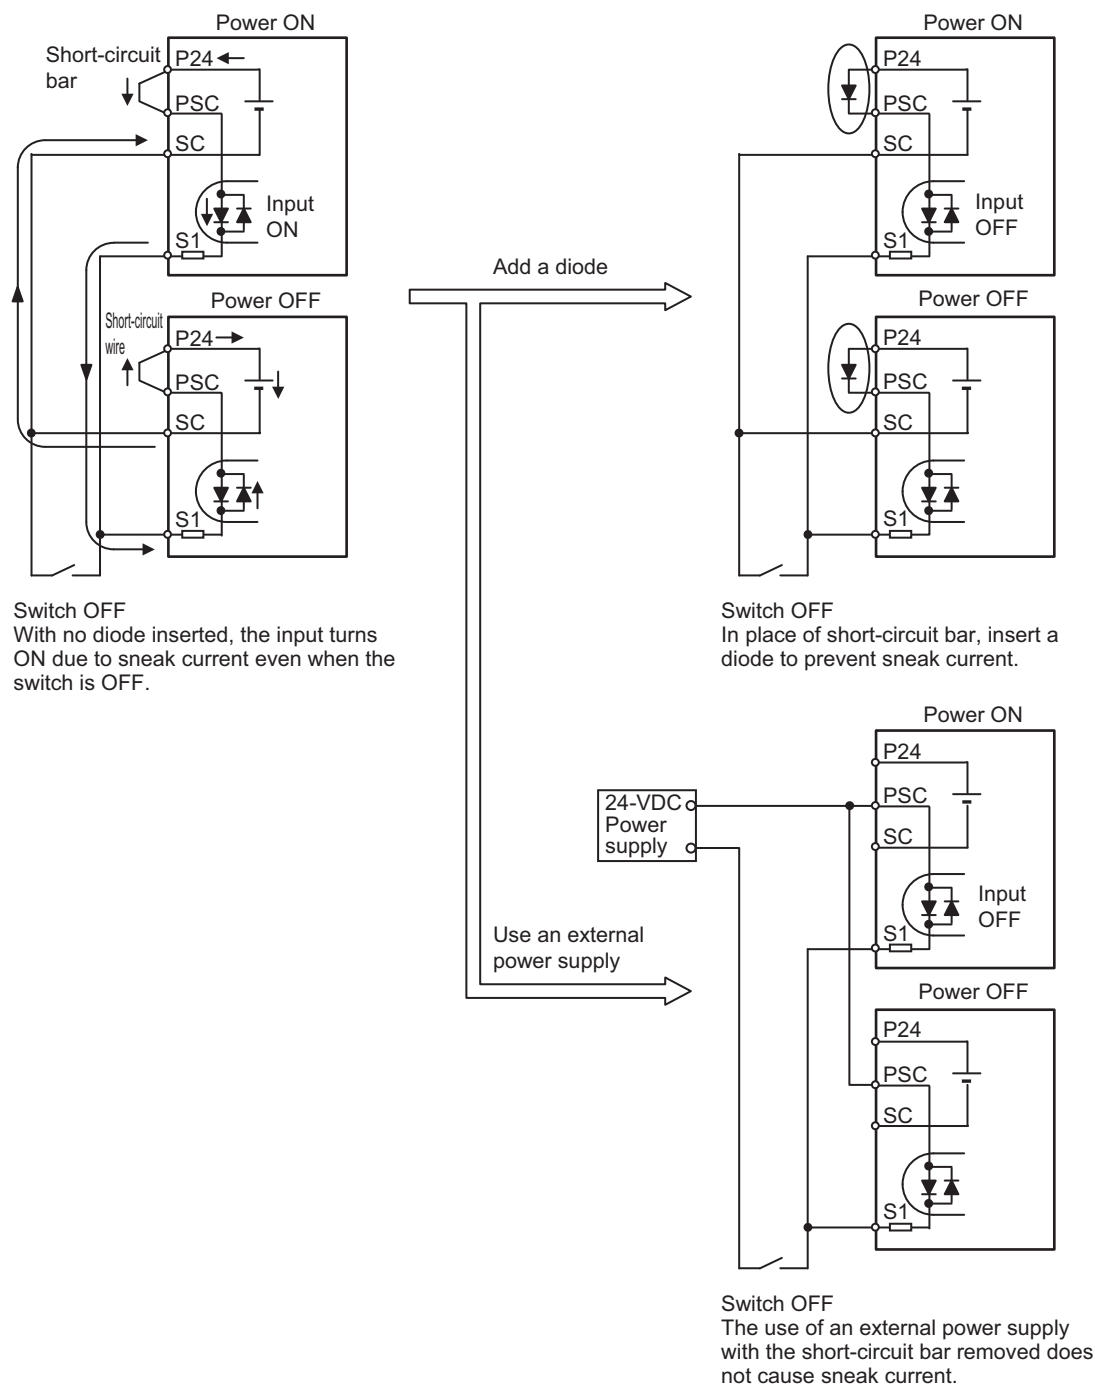 Power ON
Short-circuit
bar
P24
PSC
SC
Input
ON
S1
Power OFF
Short-circuit
wire
P24
PSC
SC
S1
Switch OFF
With no diode inserted, the input turns
ON due to sneak current even when the
switch is OFF.
Add a diode
Use an external
power supply
Power ON
P24
PSC
SC
Input
OFF
S1
Power OFF
P24
PSC
SC
S1
Switch OFF
In place of short-circuit bar, insert a
diode to prevent sneak current.
Power ON
24-VDC
Power
supply
P24
PSC
SC
Input
OFF
S1
Power OFF
P24
PSC
SC
S1
Switch OFF
The use of an external power supply
with the short-circuit bar removed does
not cause sneak current.